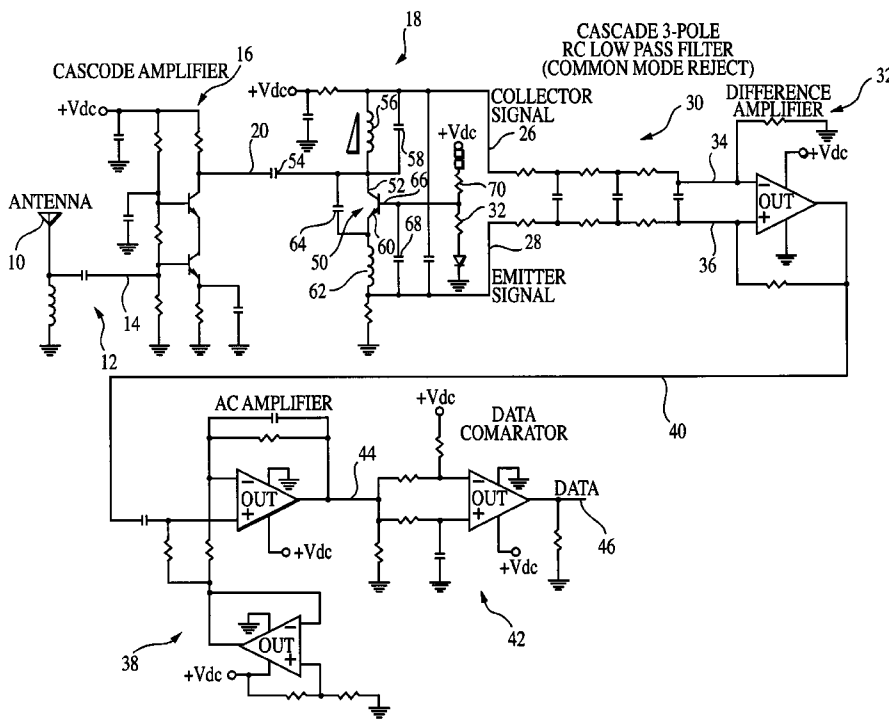 CASCADE 3-POLE
RC LOW PASS FILTER
(COMMON MODE REJECT)
18
CASCODE AMPLIFIER
16
DIFFERENCE
AMPLIFIER
32
+Vdc
+Vdc
56
COLLECTOR
SIGNAL
30
+Vdc
26
34
+Vdc
20
54
58
52
66
70
ANTENNA
10
64
50
60
68
32
28
OUT
36
14
62
EMITTER
SIGNAL
12
40
AC AMPLIFIER
+Vdc
DATA
COMARATOR
44
OUT
OUT
DATA
46
+Vdc
+Vdc
42
38
OUT
+Vdc